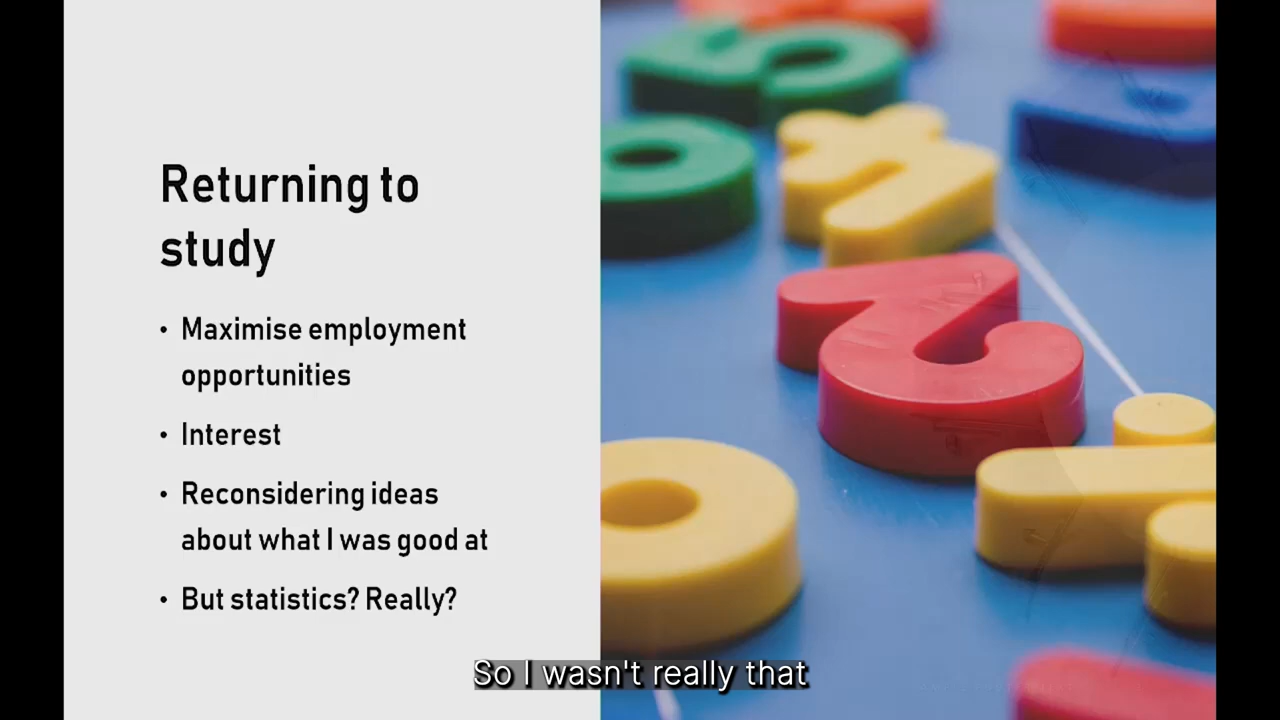 Returning to
study
• Maximise employment
opportunities
• Interest
• Reconsidering ideas
about what I was good at
• But statistics? Really?
So I wasn't really that